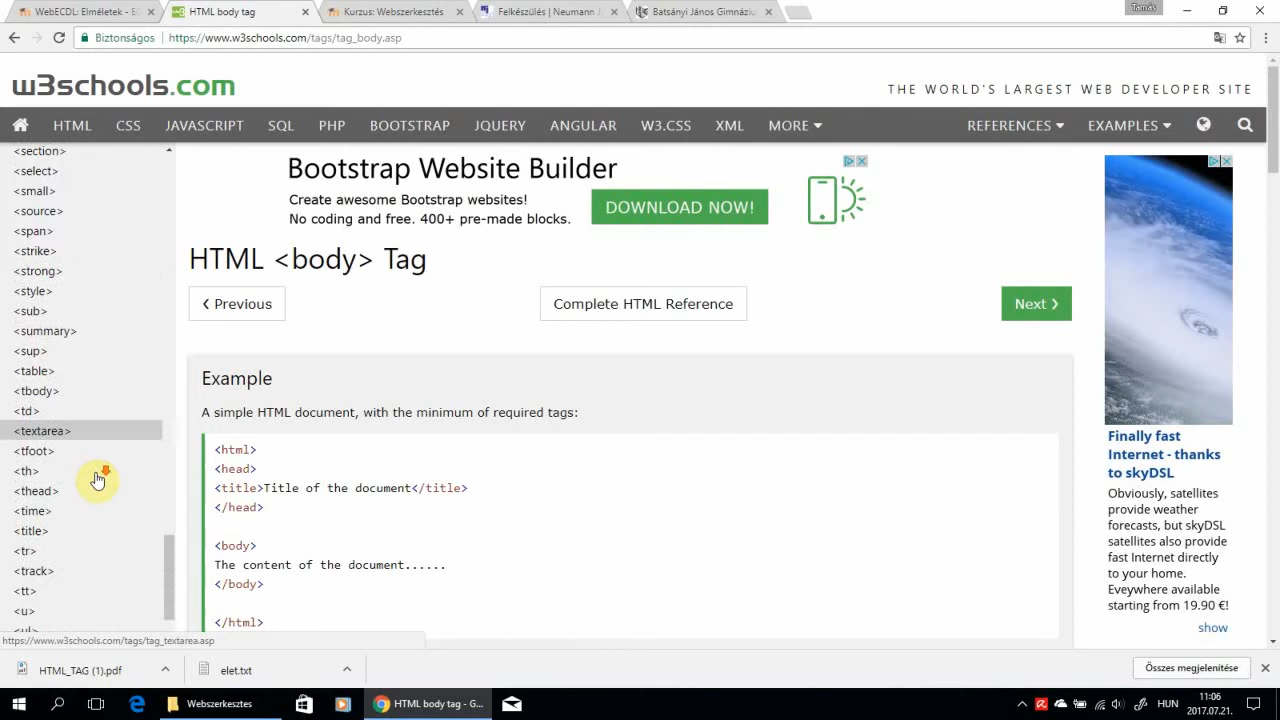 WebECDL: Elméletek - E
HTML body tag
Kurzus: Webszerkesztés
Felkészülés | Neumann J
Batsányi János Gimnáziu
Tamás
Biztonságos
https://www.w3schools.com/tags/tag_body.asp
w3schools.com
THE WORLD'S LARGEST WEB DEVELOPER SITE
HTML CSS JAVASCRIPT SQL PHP BOOTSTRAP JQUERY ANGULAR W3.CSS XML MORE REFERENCES EXAMPLES
<section>
<select>
<small>
<source>
<span>
<strike>
<strong>
<style>
<sub>
<summary>
<sup>
<table>
<tbody>
<td>
<textarea>
<tfoot>
<th>
<thead>
<time>
<title>
<tr>
<track>
<tt>
<u>
Bootstrap Website Builder
Create awesome Bootstrap websites!
No coding and free. 400+ pre-made blocks.
DOWNLOAD NOW!
HTML <body> Tag
❮ Previous
Complete HTML Reference
Next ❯
Example
A simple HTML document, with the minimum of required tags:
<html>
<head>
<title>Title of the document</title>
</head>
<body>
The content of the document......
</body>
</html>
Finally fast
Internet - thanks
to skyDSL
Obviously, satellites
provide weather
forecasts, but skyDSL
satellites also provide
fast Internet directly
to your home.
Eveywhere available
starting from 19.90 €!
show
https://www.w3schools.com/tags/tag_textarea.asp
HTML_TAG (1).pdf
elet.txt
Összes megjelenítése
Webszerkesztes
HTML body tag - G...
HUN
11:06
2017.07.21.